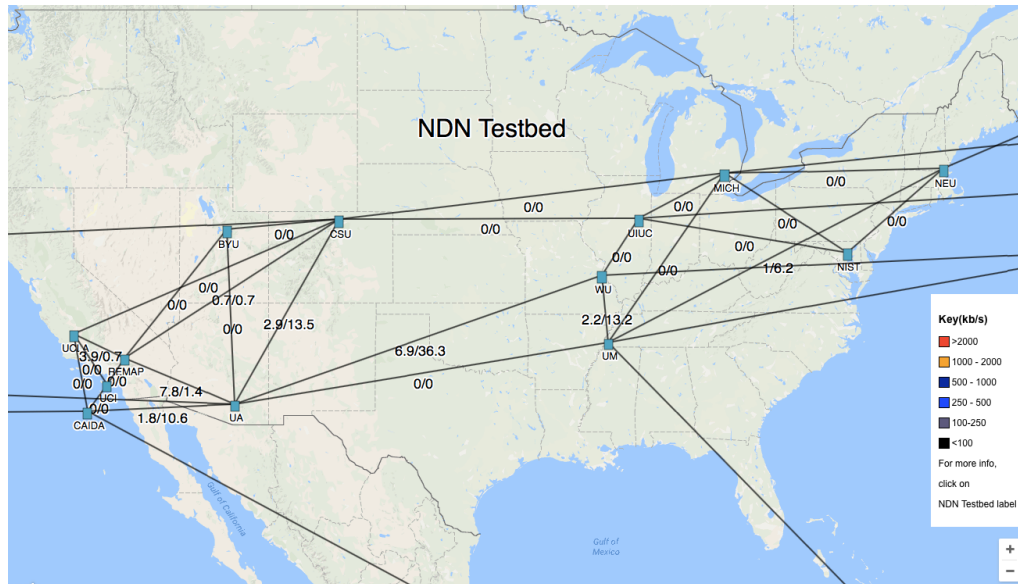 NDN Testbed
MICH
NEU
0/0
0/0
0/0
CSU
BYU
0/0
0/0
UIUC
0/0
0/0
0/0
NIST
0/0
0/0
1/6.2
WU
0/0
0.7/0.7
0/0
0/0
2.9/13.5
2.2/13.2
UM
UCLA
3.9/0.7
REMAP
6.9/36.3
0/0
0/0
0/0
0/0
7.8/1.4
UCI
0/0
CAIDA
1.8/10.6
UA
Key(kb/s)
>2000
1000 - 2000
500 - 1000
250 - 500
100-250
<100
For more info,
click on
NDN Testbed label
Gulf of California
Gulf of
Mexico
+
−